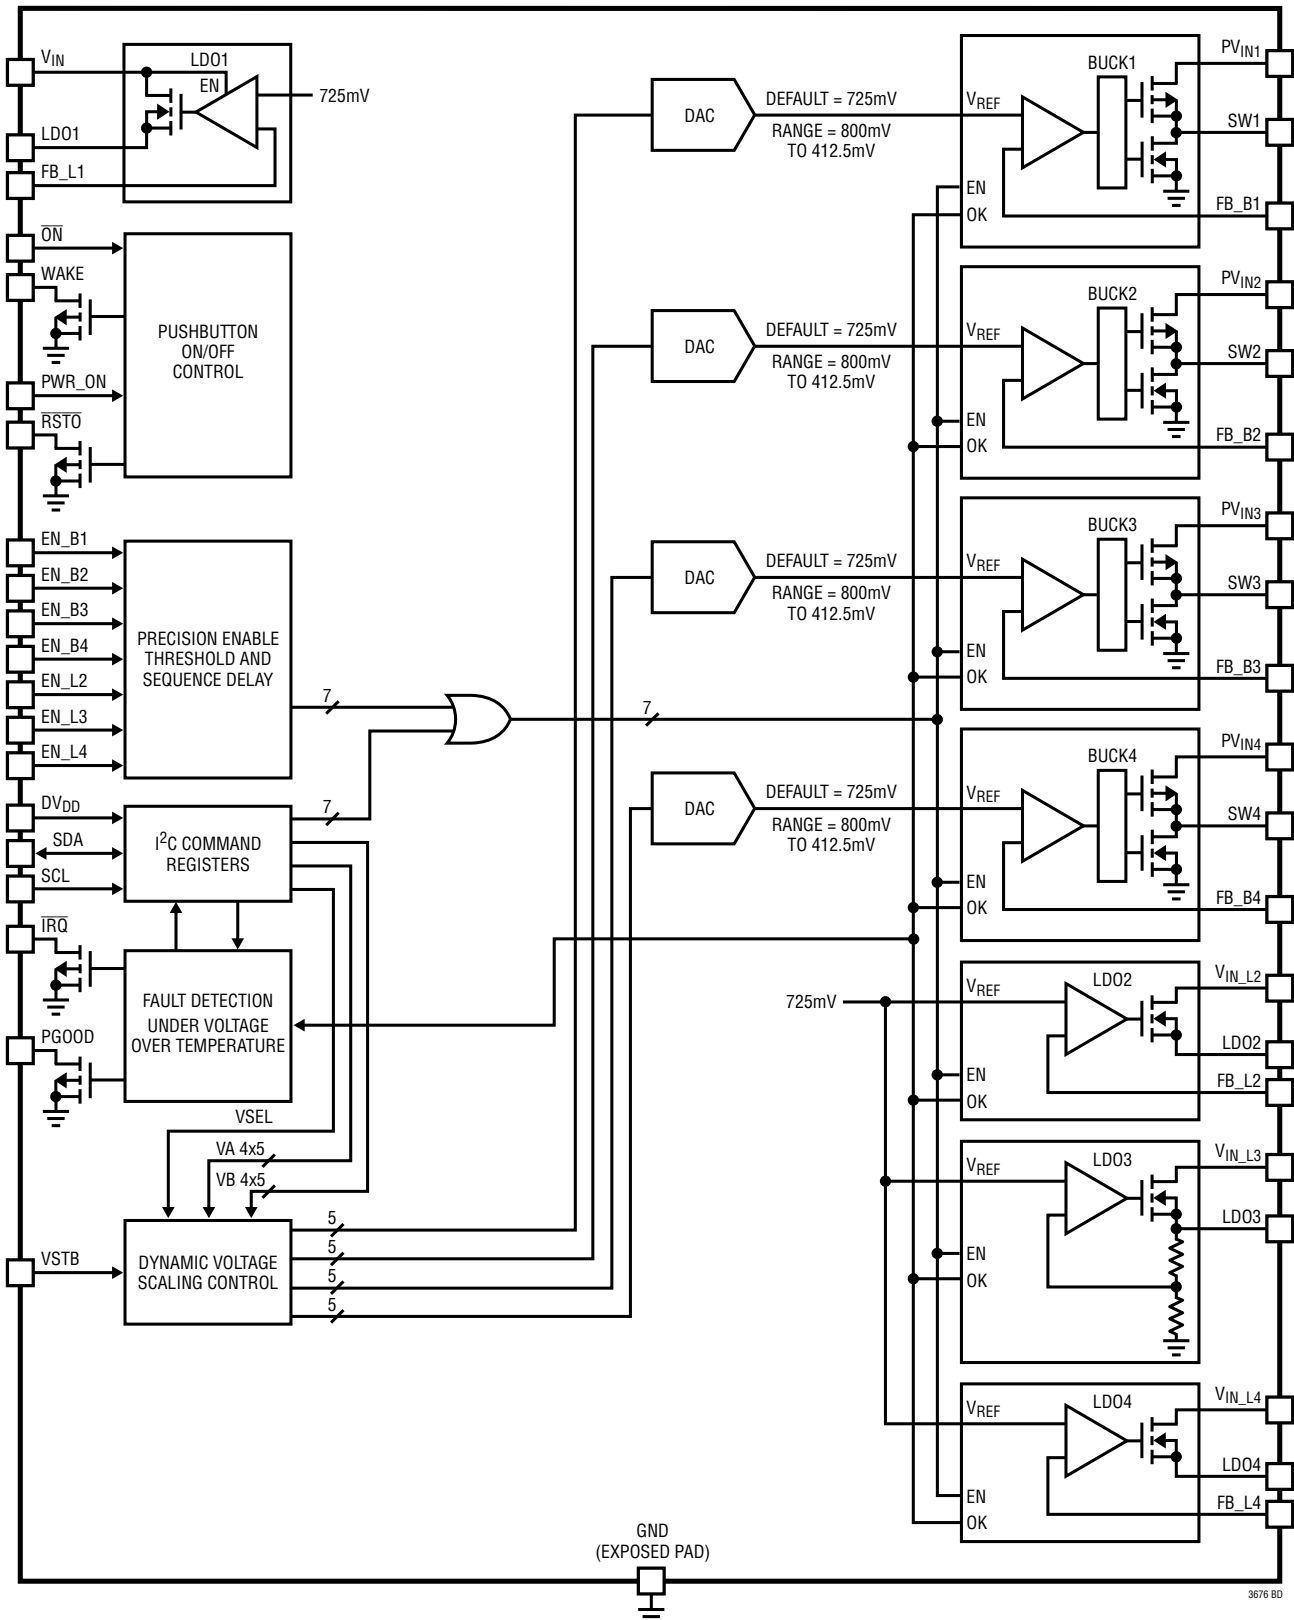 VIN
LDO1
FB_L1
LDO1
EN
725mV
ON
WAKE
PWR_ON
RSTO
PUSHBUTTON
ON/OFF
CONTROL
EN_B1
EN_B2
EN_B3
EN_B4
EN_L2
EN_L3
EN_L4
PRECISION ENABLE
THRESHOLD AND
SEQUENCE DELAY
7
7
7
DVDD
SDA
SCL
I2C COMMAND
REGISTERS
IRQ
PGOOD
FAULT DETECTION
UNDER VOLTAGE
OVER TEMPERATURE
VSEL
VA 4x5
VB 4x5
VSTB
DYNAMIC VOLTAGE
SCALING CONTROL
5
5
5
5
DAC
DEFAULT = 725mV
RANGE = 800mV
TO 412.5mV
DAC
DEFAULT = 725mV
RANGE = 800mV
TO 412.5mV
DAC
DEFAULT = 725mV
RANGE = 800mV
TO 412.5mV
DAC
DEFAULT = 725mV
RANGE = 800mV
TO 412.5mV
725mV
BUCK1
VREF
EN
OK
PVIN1
SW1
FB_B1
BUCK2
VREF
EN
OK
PVIN2
SW2
FB_B2
BUCK3
VREF
EN
OK
PVIN3
SW3
FB_B3
BUCK4
VREF
EN
OK
PVIN4
SW4
FB_B4
LDO2
VREF
EN
OK
VIN_L2
LDO2
FB_L2
LDO3
VREF
EN
OK
VIN_L3
LDO3
LDO4
VREF
EN
OK
VIN_L4
LDO4
FB_L4
GND
(EXPOSED PAD)
3676 BD